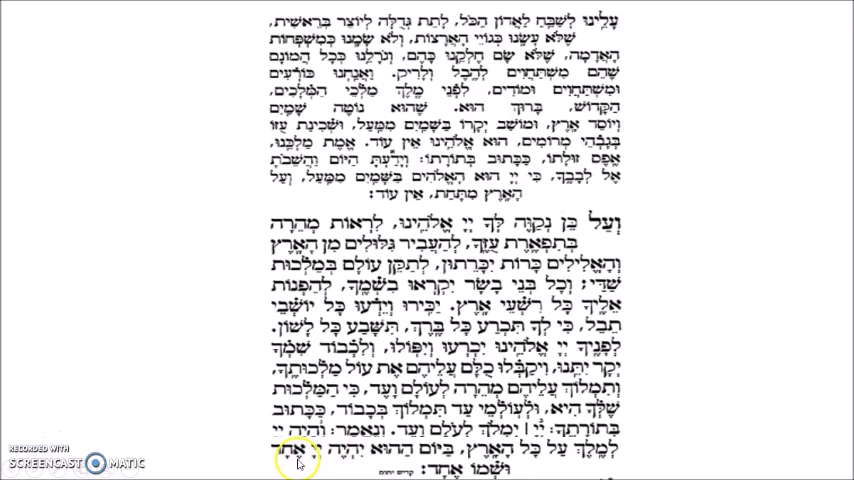 עָלֵינוּ לְשַׁבֵּחַ לַאֲדוֹן הַכֹּל, לָתֵת גְּדֻלָּה לְיוֹצֵר בְּרֵאשִׁית,
שֶׁלֹּא עָשָׂנוּ כְּגוֹיֵי הָאֲרָצוֹת, וְלֹא שָׂמָנוּ כְּמִשְׁפְּחוֹת
הָאֲדָמָה, שֶׁלֹּא שָׂם חֶלְקֵנוּ כָּהֶם, וְגֹרָלֵנוּ כְּכָל הֲמוֹנָם
שֶׁהֵם מִשְׁתַּחֲוִים לְהֶבֶל וְלָרִיק. וַאֲנַחְנוּ כּוֹרְעִים
וּמִשְׁתַּחֲוִים וּמוֹדִים, לִפְנֵי מֶלֶךְ מַלְכֵי הַמְּלָכִים,
הַקָּדוֹשׁ, בָּרוּךְ הוּא. שֶׁהוּא נוֹטֶה שָׁמַיִם
וְיוֹסֵד אָרֶץ, וּמוֹשַׁב יְקָרוֹ בַּשָּׁמַיִם מִמַּעַל, וּשְׁכִינַת עֻזּוֹ
בְּגָבְהֵי מְרוֹמִים, הוּא אֱלֹהֵינוּ אֵין עוֹד. אֱמֶת מַלְכֵּנוּ,
אֶפֶס זוּלָתוֹ, כַּכָּתוּב בְּתוֹרָתוֹ: וְיָדַעְתָּ הַיּוֹם וַהֲשֵׁבֹתָ
אֶל לְבָבֶךָ, כִּי יְיָ הוּא הָאֱלֹהִים בַּשָּׁמַיִם מִמַּעַל, וְעַל
הָאָרֶץ מִתָּחַת, אֵין עוֹד:
וְעַל כֵּן נְקַוֶּה לְּךָ יְיָ אֱלֹהֵינוּ, לִרְאוֹת מְהֵרָה
בְּתִפְאֶרֶת עֻזֶּךָ, לְהַעֲבִיר גִּלּוּלִים מִן הָאָרֶץ
וְהָאֱלִילִים כָּרוֹת יִכָּרֵתוּן, לְתַקֵּן עוֹלָם בְּמַלְכוּת
שַׁדַּי; וְכָל בְּנֵי בָשָׂר יִקְרְאוּ בִשְׁמֶךָ, לְהַפְנוֹת
אֵלֶיךָ כָּל רִשְׁעֵי אָרֶץ. יַכִּירוּ וְיֵדְעוּ כָּל יוֹשְׁבֵי
תֵבֵל, כִּי לְךָ תִּכְרַע כָּל בֶּרֶךְ, תִּשָּׁבַע כָּל לָשׁוֹן.
לְפָנֶיךָ יְיָ אֱלֹהֵינוּ יִכְרְעוּ וְיִפּוֹלוּ, וְלִכְבוֹד שִׁמְךָ
יְקָר יִתֵּנוּ, וִיקַבְּלוּ כֻלָּם עֲלֵיהֶם אֶת עוֹל מַלְכוּתֶךָ,
וְתִמְלוֹךְ עֲלֵיהֶם מְהֵרָה לְעוֹלָם וָעֶד, כִּי הַמַּלְכוּת
שֶׁלְּךָ הִיא, וּלְעוֹלְמֵי עַד תִּמְלוֹךְ בְּכָבוֹד, כַּכָּתוּב
בְּתוֹרָתֶךָ: יְיָ | יִמְלֹךְ לְעֹלָם וָעֶד. וְנֶאֱמַר: וְהָיָה יְיָ
לְמֶלֶךְ עַל כָּל הָאָרֶץ, בַּיּוֹם הַהוּא יִהְיֶה יְיָ אֶחָד
וּשְׁמוֹ אֶחָד: קדיש יתום
RECORDED WITH
SCREENCAST MATIC